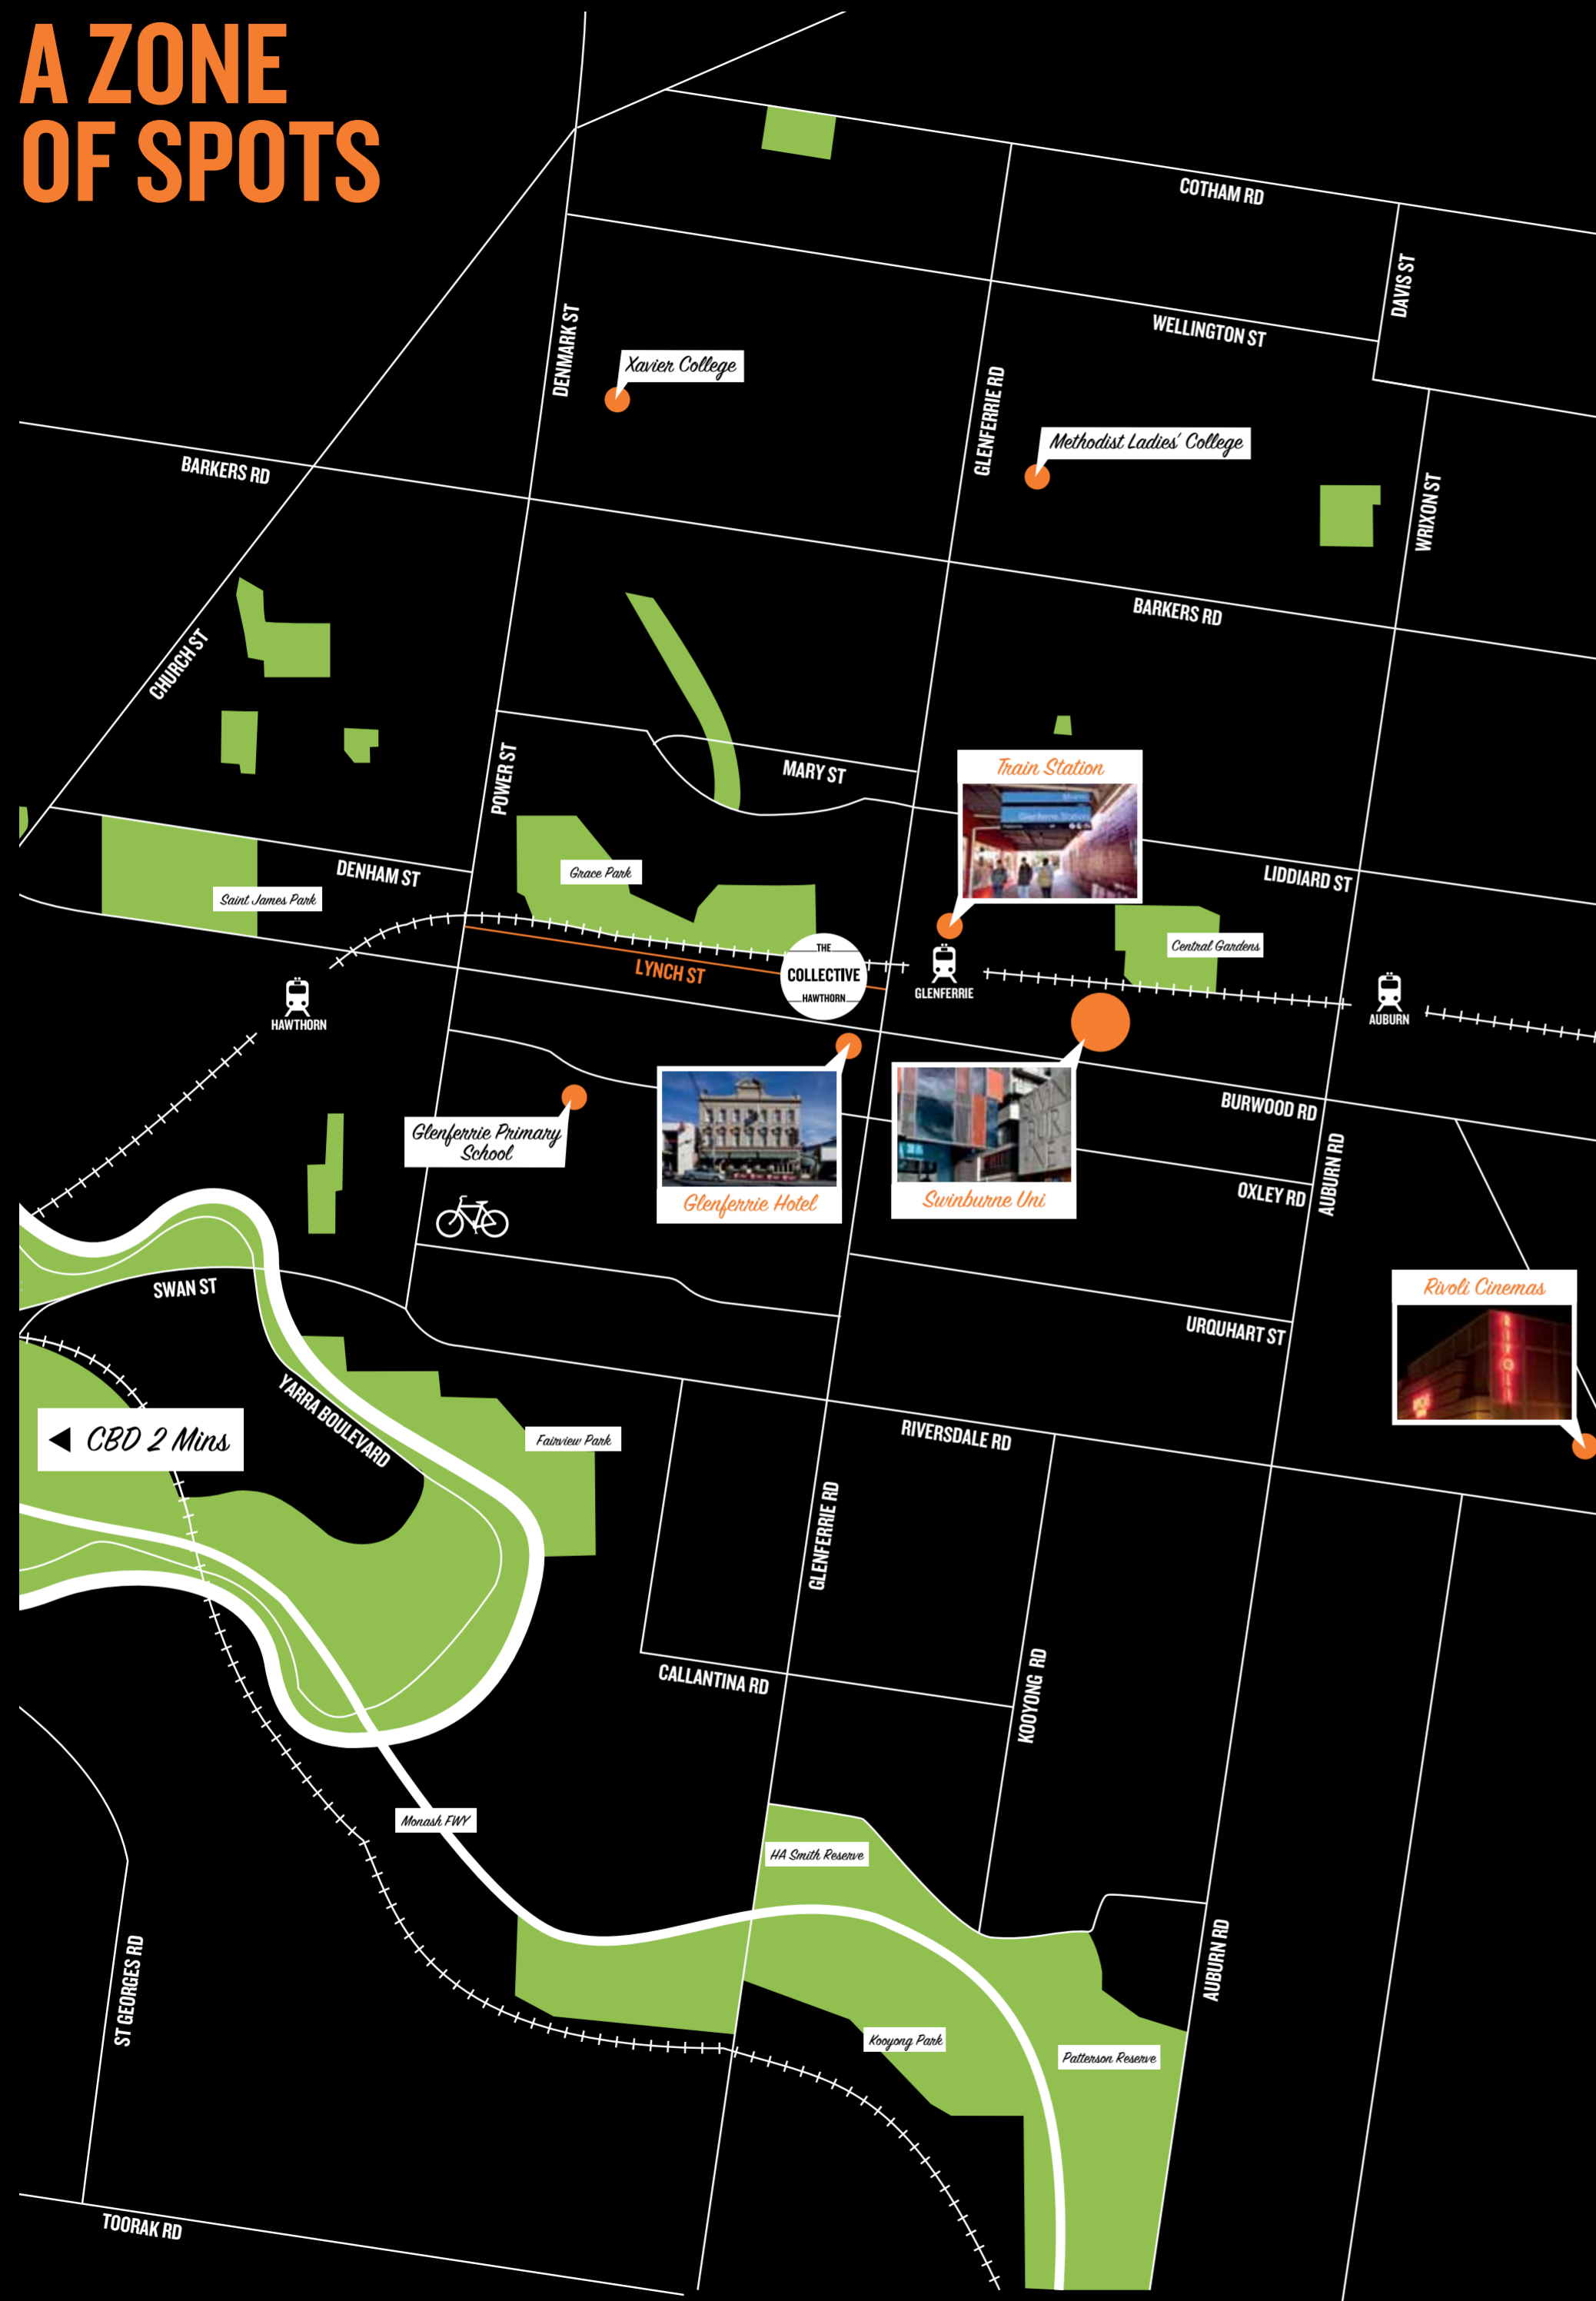 A ZONE
OF SPOTS
COTHAM RD
DAVIS ST
WELLINGTON ST
DENMARK ST
Xavier College
GLENFERRIE RD
Methodist Ladies' College
BARKERS RD
WRIXON ST
BARKERS RD
CHURCH ST
POWER ST
MARY ST
Train Station
Glenferrie Station
DENHAM ST
Grace Park
LIDDIARD ST
Saint James Park
Central Gardens
LYNCH ST
THE
COLLECTIVE
HAWTHORN
GLENFERRIE
HAWTHORN
AUBURN
BURWOOD RD
Glenferrie Primary
School
AUBURN RD
OXLEY RD
Glenferrie Hotel
Swinburne Uni
SWAN ST
Rivoli Cinemas
RIVOLI
URQUHART ST
YARRA BOULEVARD
CBD 2 Mins
Fairview Park
RIVERSDALE RD
GLENFERRIE RD
CALLANTINA RD
KOOYONG RD
Monash FWY
HA Smith Reserve
ST GEORGES RD
AUBURN RD
Kooyong Park
Patterson Reserve
TOORAK RD